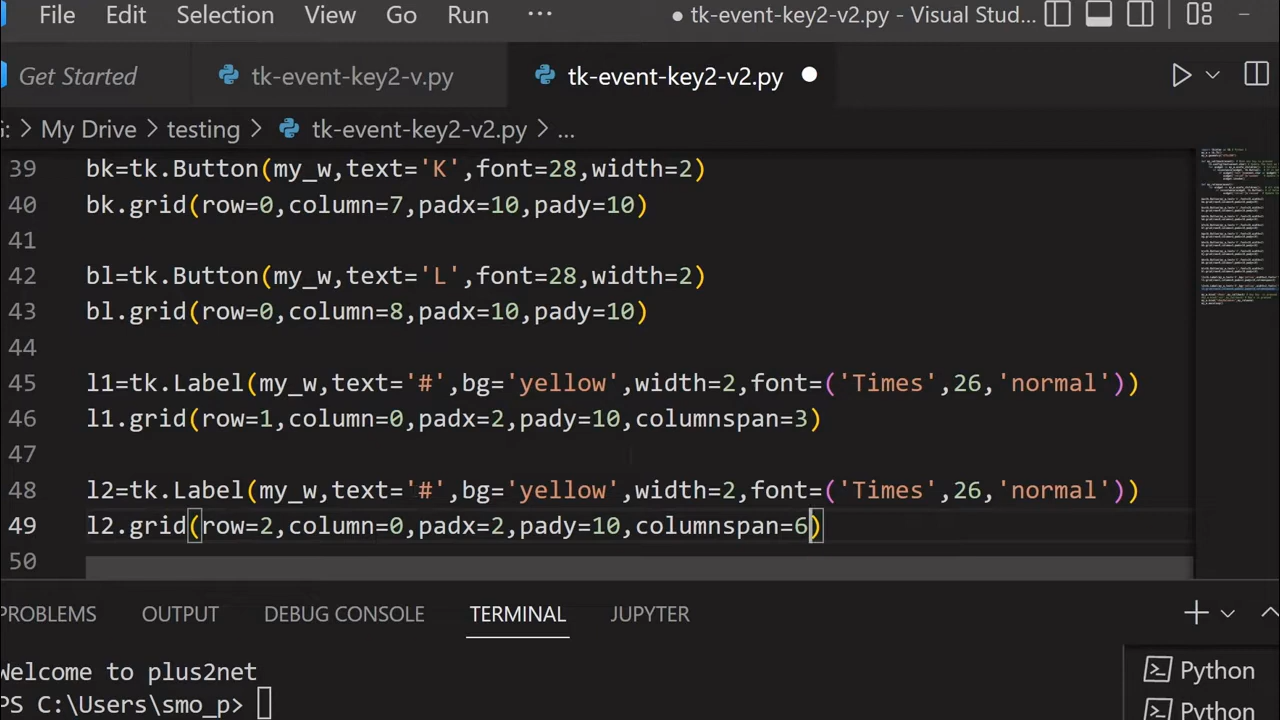 File Edit Selection View Go Run ··· ● tk-event-key2-v2.py - Visual Stud...
Get Started tk-event-key2-v.py tk-event-key2-v2.py ●
: > My Drive > testing > tk-event-key2-v2.py > ...
39 bk=tk.Button(my_w,text='K',font=28,width=2)
40 bk.grid(row=0,column=7,padx=10,pady=10)
41
42 bl=tk.Button(my_w,text='L',font=28,width=2)
43 bl.grid(row=0,column=8,padx=10,pady=10)
44
45 l1=tk.Label(my_w,text='#',bg='yellow',width=2,font=('Times',26,'normal'))
46 l1.grid(row=1,column=0,padx=2,pady=10,columnspan=3)
47
48 l2=tk.Label(my_w,text='#',bg='yellow',width=2,font=('Times',26,'normal'))
49 l2.grid(row=2,column=0,padx=2,pady=10,columnspan=6)
50
PROBLEMS OUTPUT DEBUG CONSOLE TERMINAL JUPYTER
Welcome to plus2net
PS C:\Users\smo_p>
Python
Python